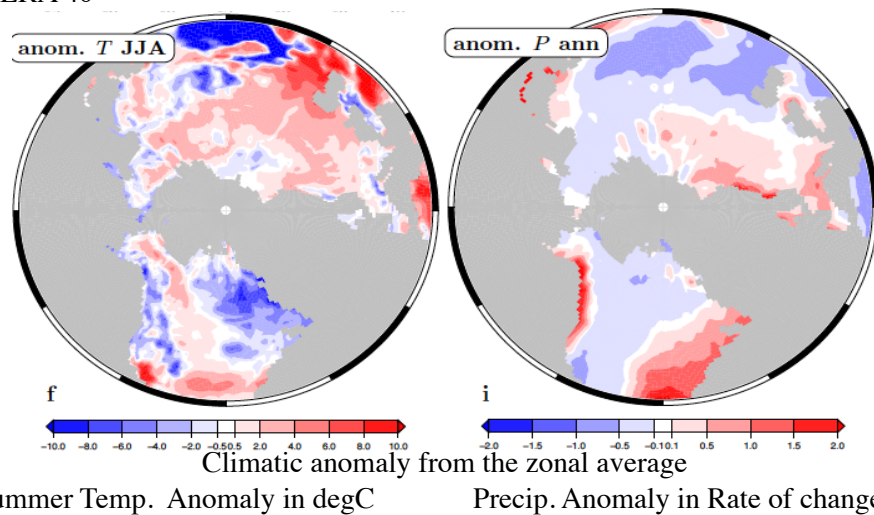 anom. T JJA
anom. P ann
f
i
−10.0 −8.0 −6.0 −4.0 −2.0 −0.5 0.5 2.0 4.0 6.0 8.0 10.0
−2.0 −1.5 −1.0 −0.5 −0.1 0.1 0.5 1.0 1.5 2.0
Climatic anomaly from the zonal average
Temp. Anomaly in degC
Precip. Anomaly in Rate of change